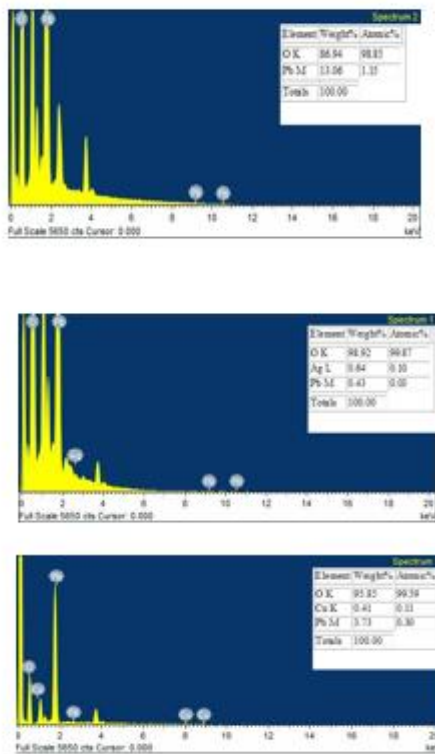 Spectrum 2
Element Weight% Atomic%
O K 86.94 98.85
Pb M 13.06 1.15
Totals 100.00
0 2 4 6 8 10 12 14 16 18 20
Full Scale 5650 cts Cursor: 0.000 keV
Spectrum 1
Element Weight% Atomic%
O K 98.92 99.87
Ag L 0.64 0.10
Pb M 0.43 0.03
Totals 100.00
0 2 4 6 8 10 12 14 16 18 20
Full Scale 5650 cts Cursor: 0.000 keV
Spectrum
Element Weight% Atomic%
O K 95.85 99.59
Cu K 0.41 0.11
Pb M 3.73 0.30
Totals 100.00
0 2 4 6 8 10 12 14 16 18 20
Full Scale 5650 cts Cursor: 0.000 keV